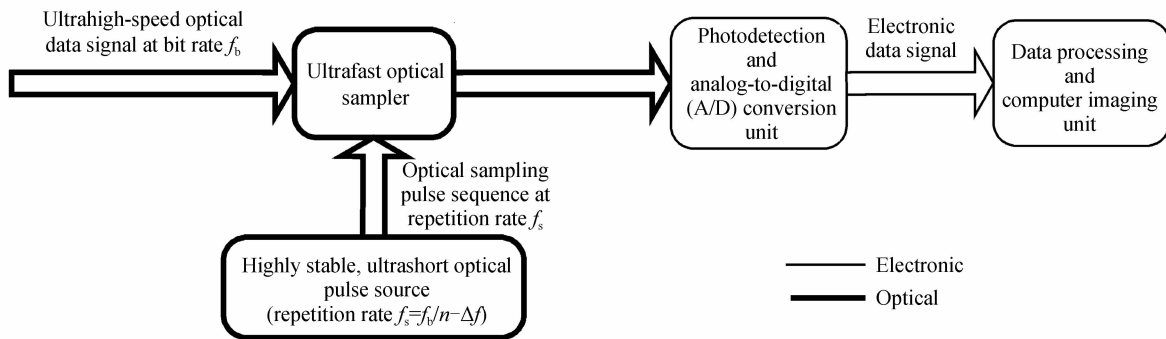 Ultrahigh-speed optical
data signal at bit rate fb
Ultrafast optical
sampler
Photodetection
and
analog-to-digital
(A/D) conversion
unit
Electronic
data signal
Data processing
and
computer imaging
unit
Optical sampling
pulse sequence at
repetition rate fs
Highly stable, ultrashort optical
pulse source
(repetition rate fs=fb/n−Δf)
Electronic
Optical